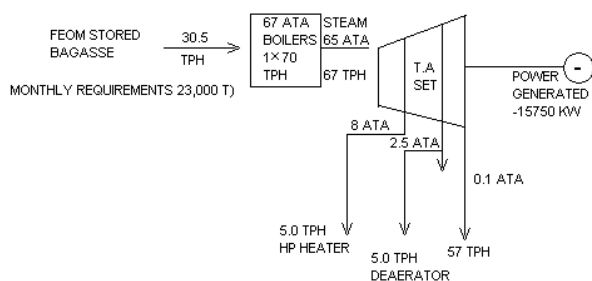 FEOM STORED
BAGASSE
30.5
TPH
67 ATA
BOILERS
1×70
TPH
STEAM
65 ATA
67 TPH
T.A
SET
-
POWER
GENERATED
-15750 KW
MONTHLY REQUIREMENTS 23,000 T)
8 ATA
2.5 ATA
0.1 ATA
5.0 TPH
HP HEATER
5.0 TPH
DEAERATOR
57 TPH